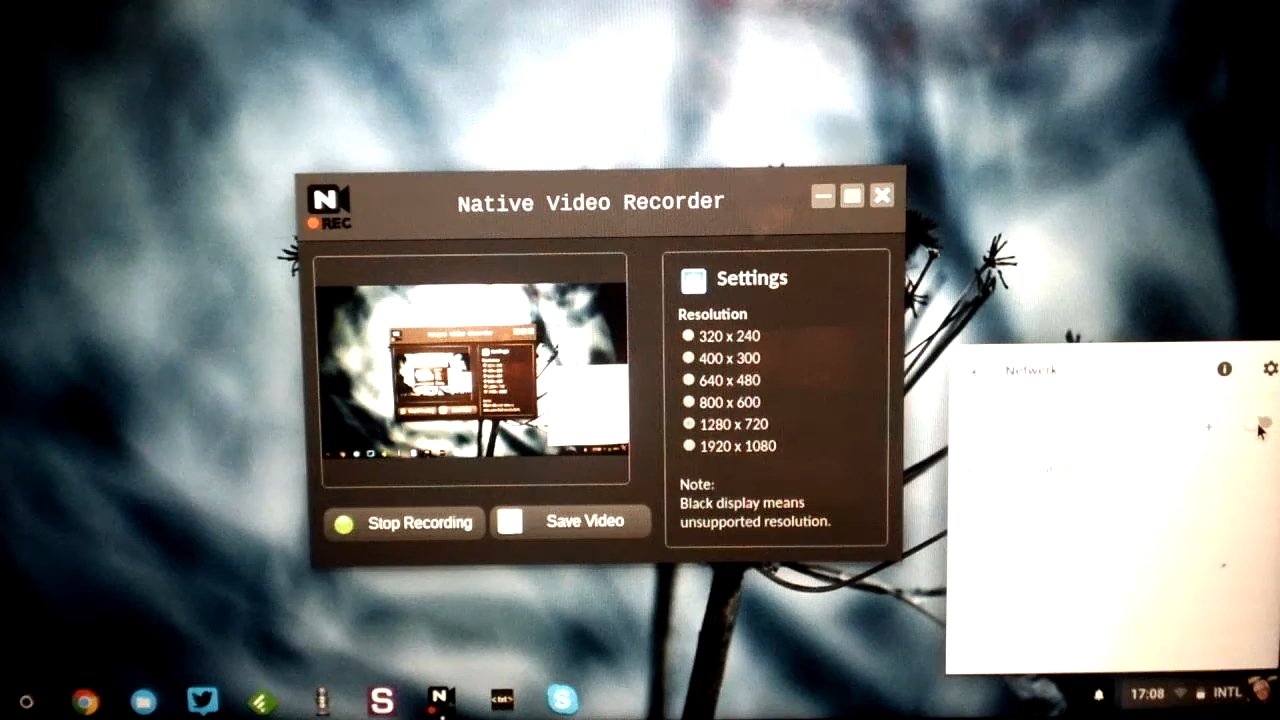 N
REC
Native Video Recorder
Settings
Resolution
320 x 240
400 x 300
640 x 480
800 x 600
1280 x 720
1920 x 1080
Note:
Black display means
unsupported resolution.
Stop Recording
Save Video
Network
S
N
<txt>
S
17:08
INTL